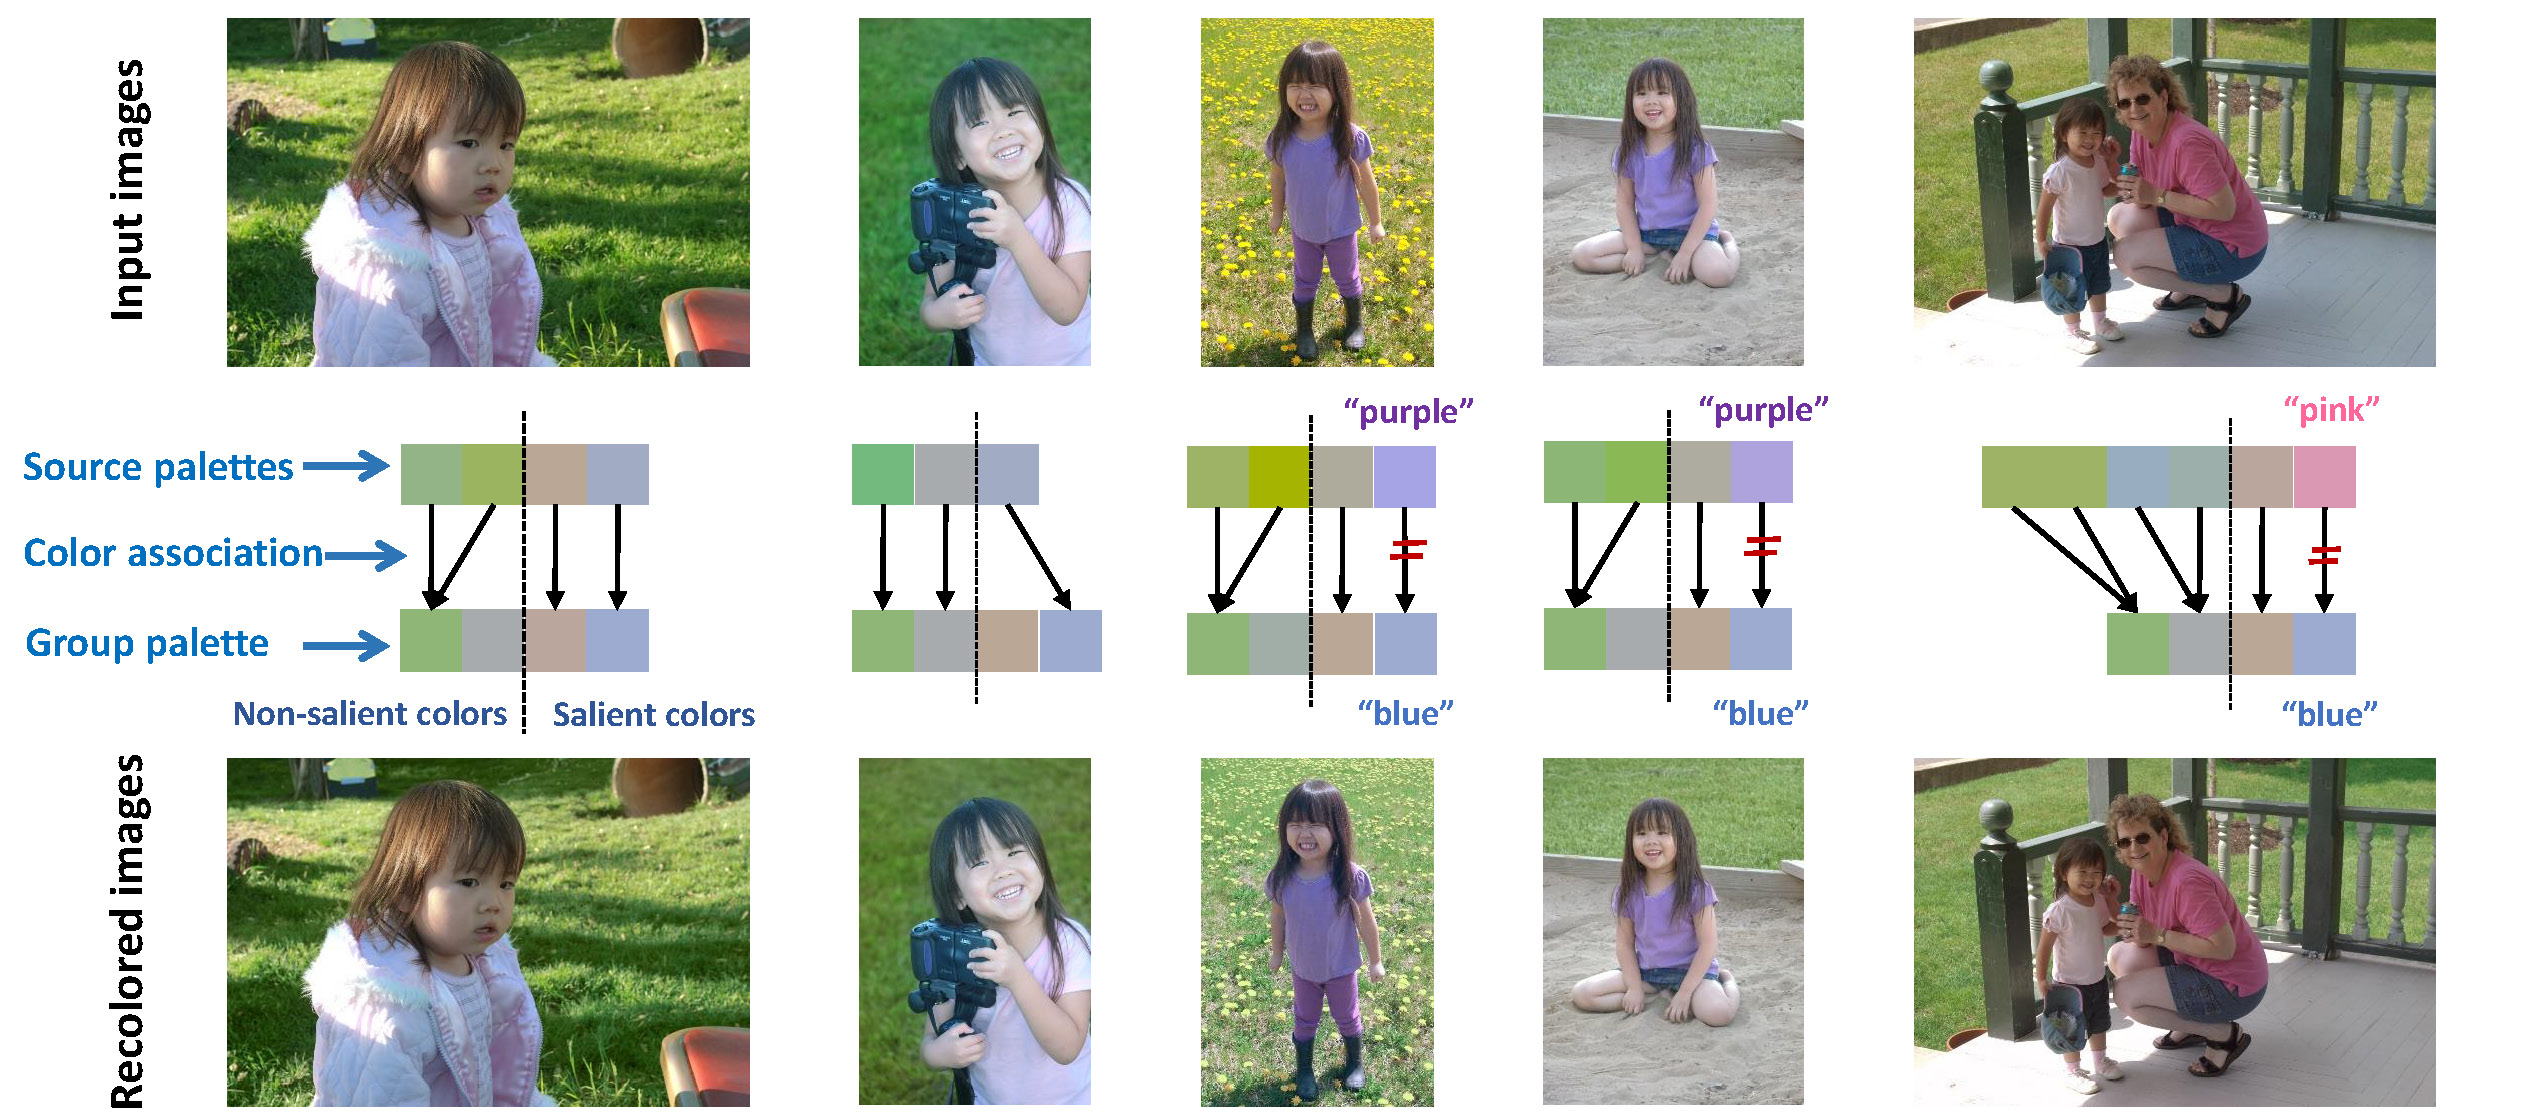 Input images
"purple"
"purple"
"pink"
Source palettes
Color association
Group palette
Non-salient colors
Salient colors
"blue"
"blue"
"blue"
Recolored images